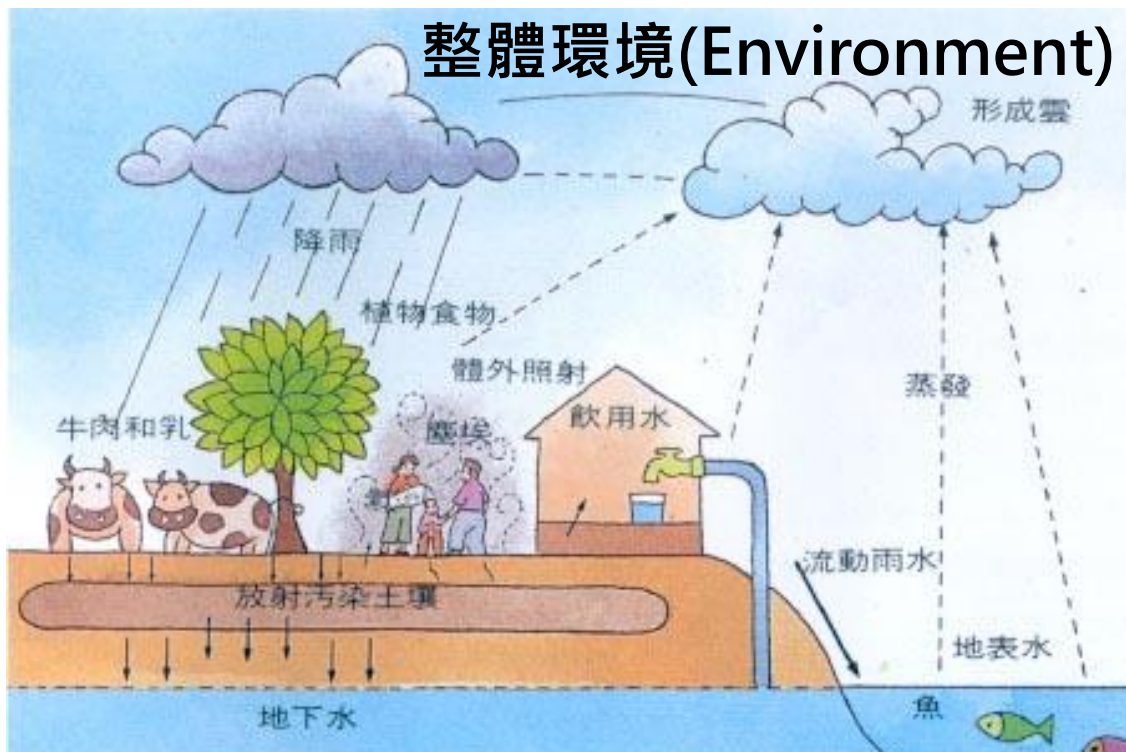 整體環境(Environment)
形成雲
降雨
植物食物
體外照射
蒸發
牛肉和乳
塵埃
飲用水
流動雨水
放射汚染土壤
地表水
地下水
魚